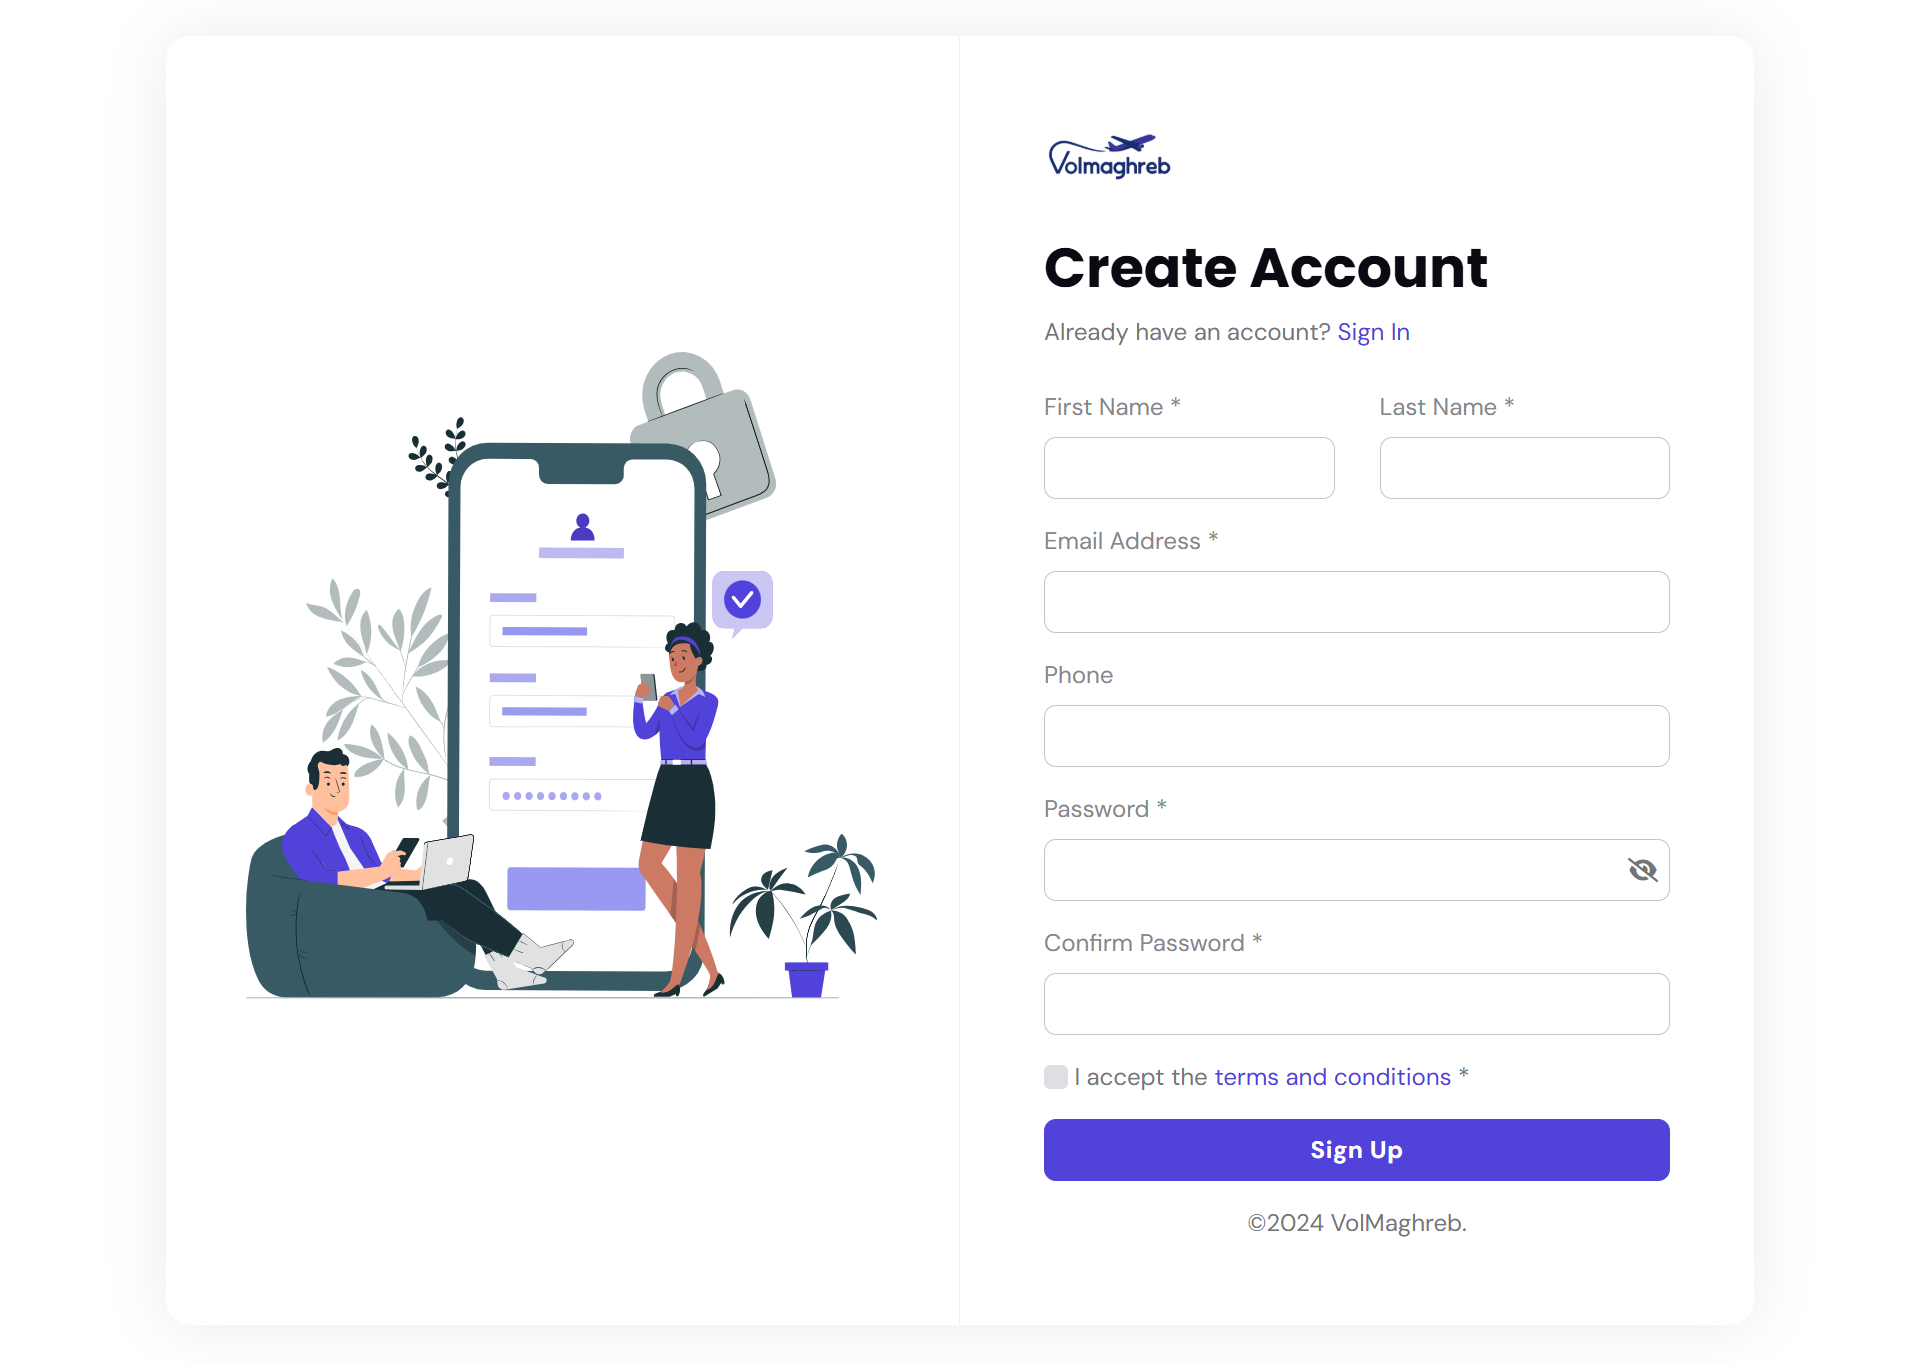 Volmaghreb
Create Account
Already have an account? Sign In
First Name *
Last Name *
Email Address *
Phone
Password *
Confirm Password *
I accept the terms and conditions *
Sign Up
©2024 VolMaghreb.